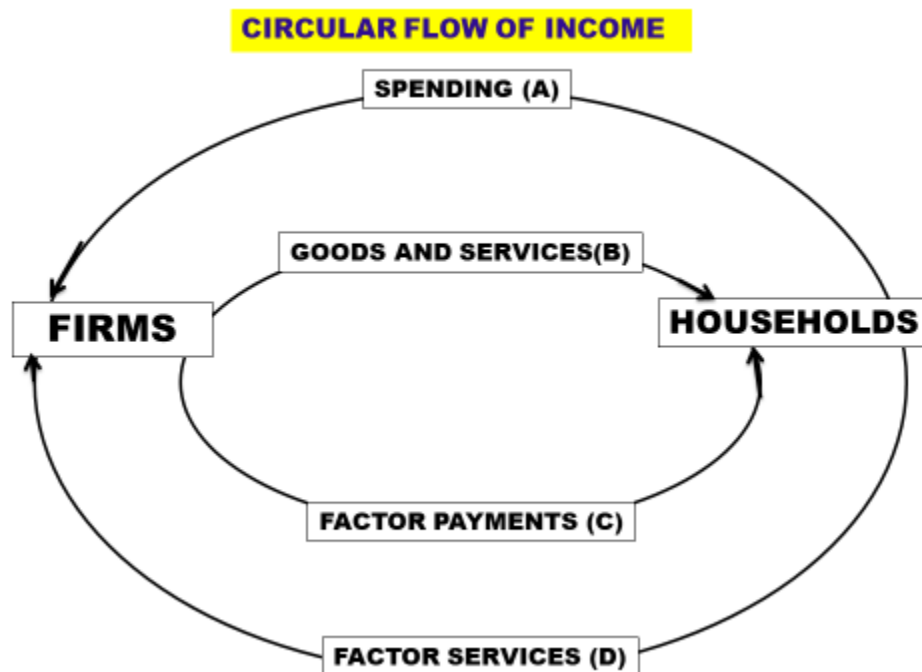 CIRCULAR FLOW OF INCOME
SPENDING (A)
GOODS AND SERVICES(B)
FIRMS
HOUSEHOLDS
FACTOR PAYMENTS (C)
FACTOR SERVICES (D)